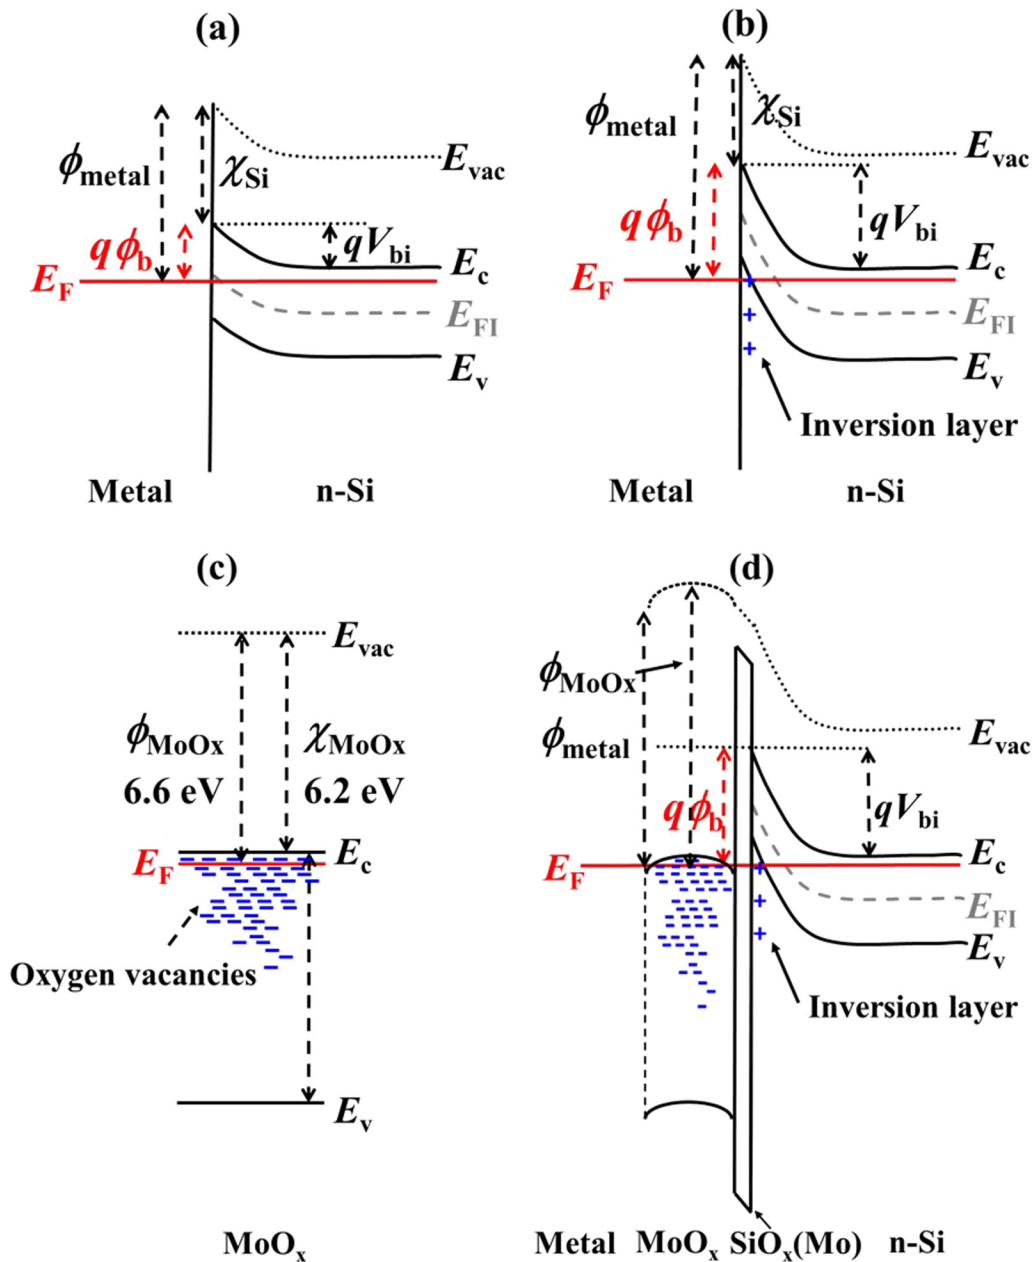 (a)
ϕmetal
χSi
Evac
qϕb
qVbi
EF
Ec
EFI
Ev
Metal
n-Si
(b)
ϕmetal
χSi
Evac
qϕb
qVbi
EF
Ec
EFI
Ev
Inversion layer
Metal
n-Si
(c)
Evac
ϕMoOx
6.6 eV
χMoOx
6.2 eV
EF
Ec
Oxygen vacancies
Ev
MoOx
(d)
ϕMoOx
ϕmetal
Evac
qϕb
qVbi
EF
Ec
EFI
Ev
Inversion layer
Metal
MoOx
SiOx(Mo)
n-Si